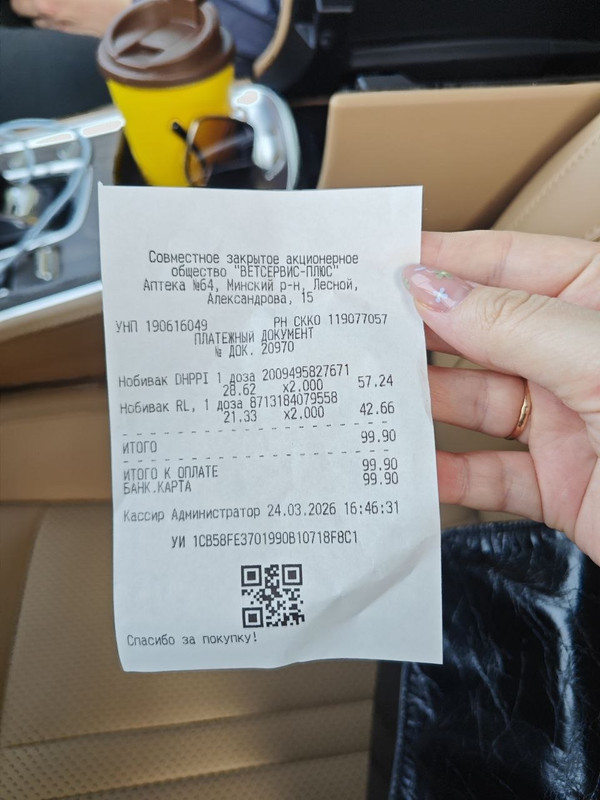 Совместное закрытое акционерное
общество "ВЕТСЕРВИС-ПЛЮС"
Аптека №64, Минский р-н, Лесной,
Александрова, 15
УНП 190616049 РН СККО 119077057
ПЛАТЕЖНЫЙ ДОКУМЕНТ
№ ДОК. 20970
Нобивак DHPPI 1 доза 2009495827671
28.62 x2.000 57.24
Нобивак RL, 1 доза 8713184079558
21.33 x2.000 42.66
ИТОГО 99.90
ИТОГО К ОПЛАТЕ 99.90
БАНК.КАРТА 99.90
Кассир Администратор 24.03.2026 16:46:31
УИ 1CB58FE3701990B10718F8C1
Спасибо за покупку!